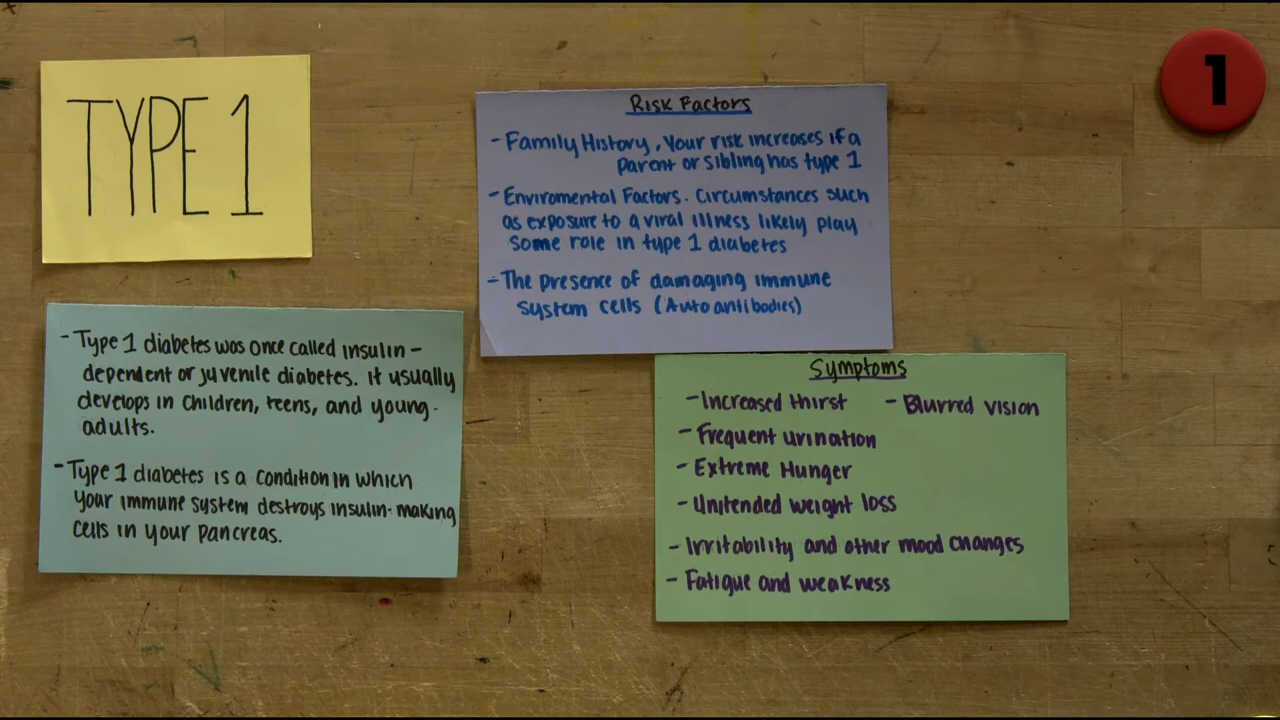 TYPE 1
1
Risk Factors
- Family History, Your risk increases if a
parent or sibling has type 1
- Enviromental Factors. Circumstances such
as exposure to a viral illness likely play
some role in type 1 diabetes
- The presence of damaging immune
system cells (Autoantibodies)
- Type 1 diabetes was once called insulin-
dependent or juvenile diabetes. It usually
develops in children, teens, and young-
adults.
- Type 1 diabetes is a condition in which
your immune system destroys insulin-making
cells in your pancreas.
Symptoms
- Increased thirst - Blurred vision
- Frequent urination
- Extreme Hunger
- Unitended weight loss
- Irritability and other mood changes
- Fatigue and weakness